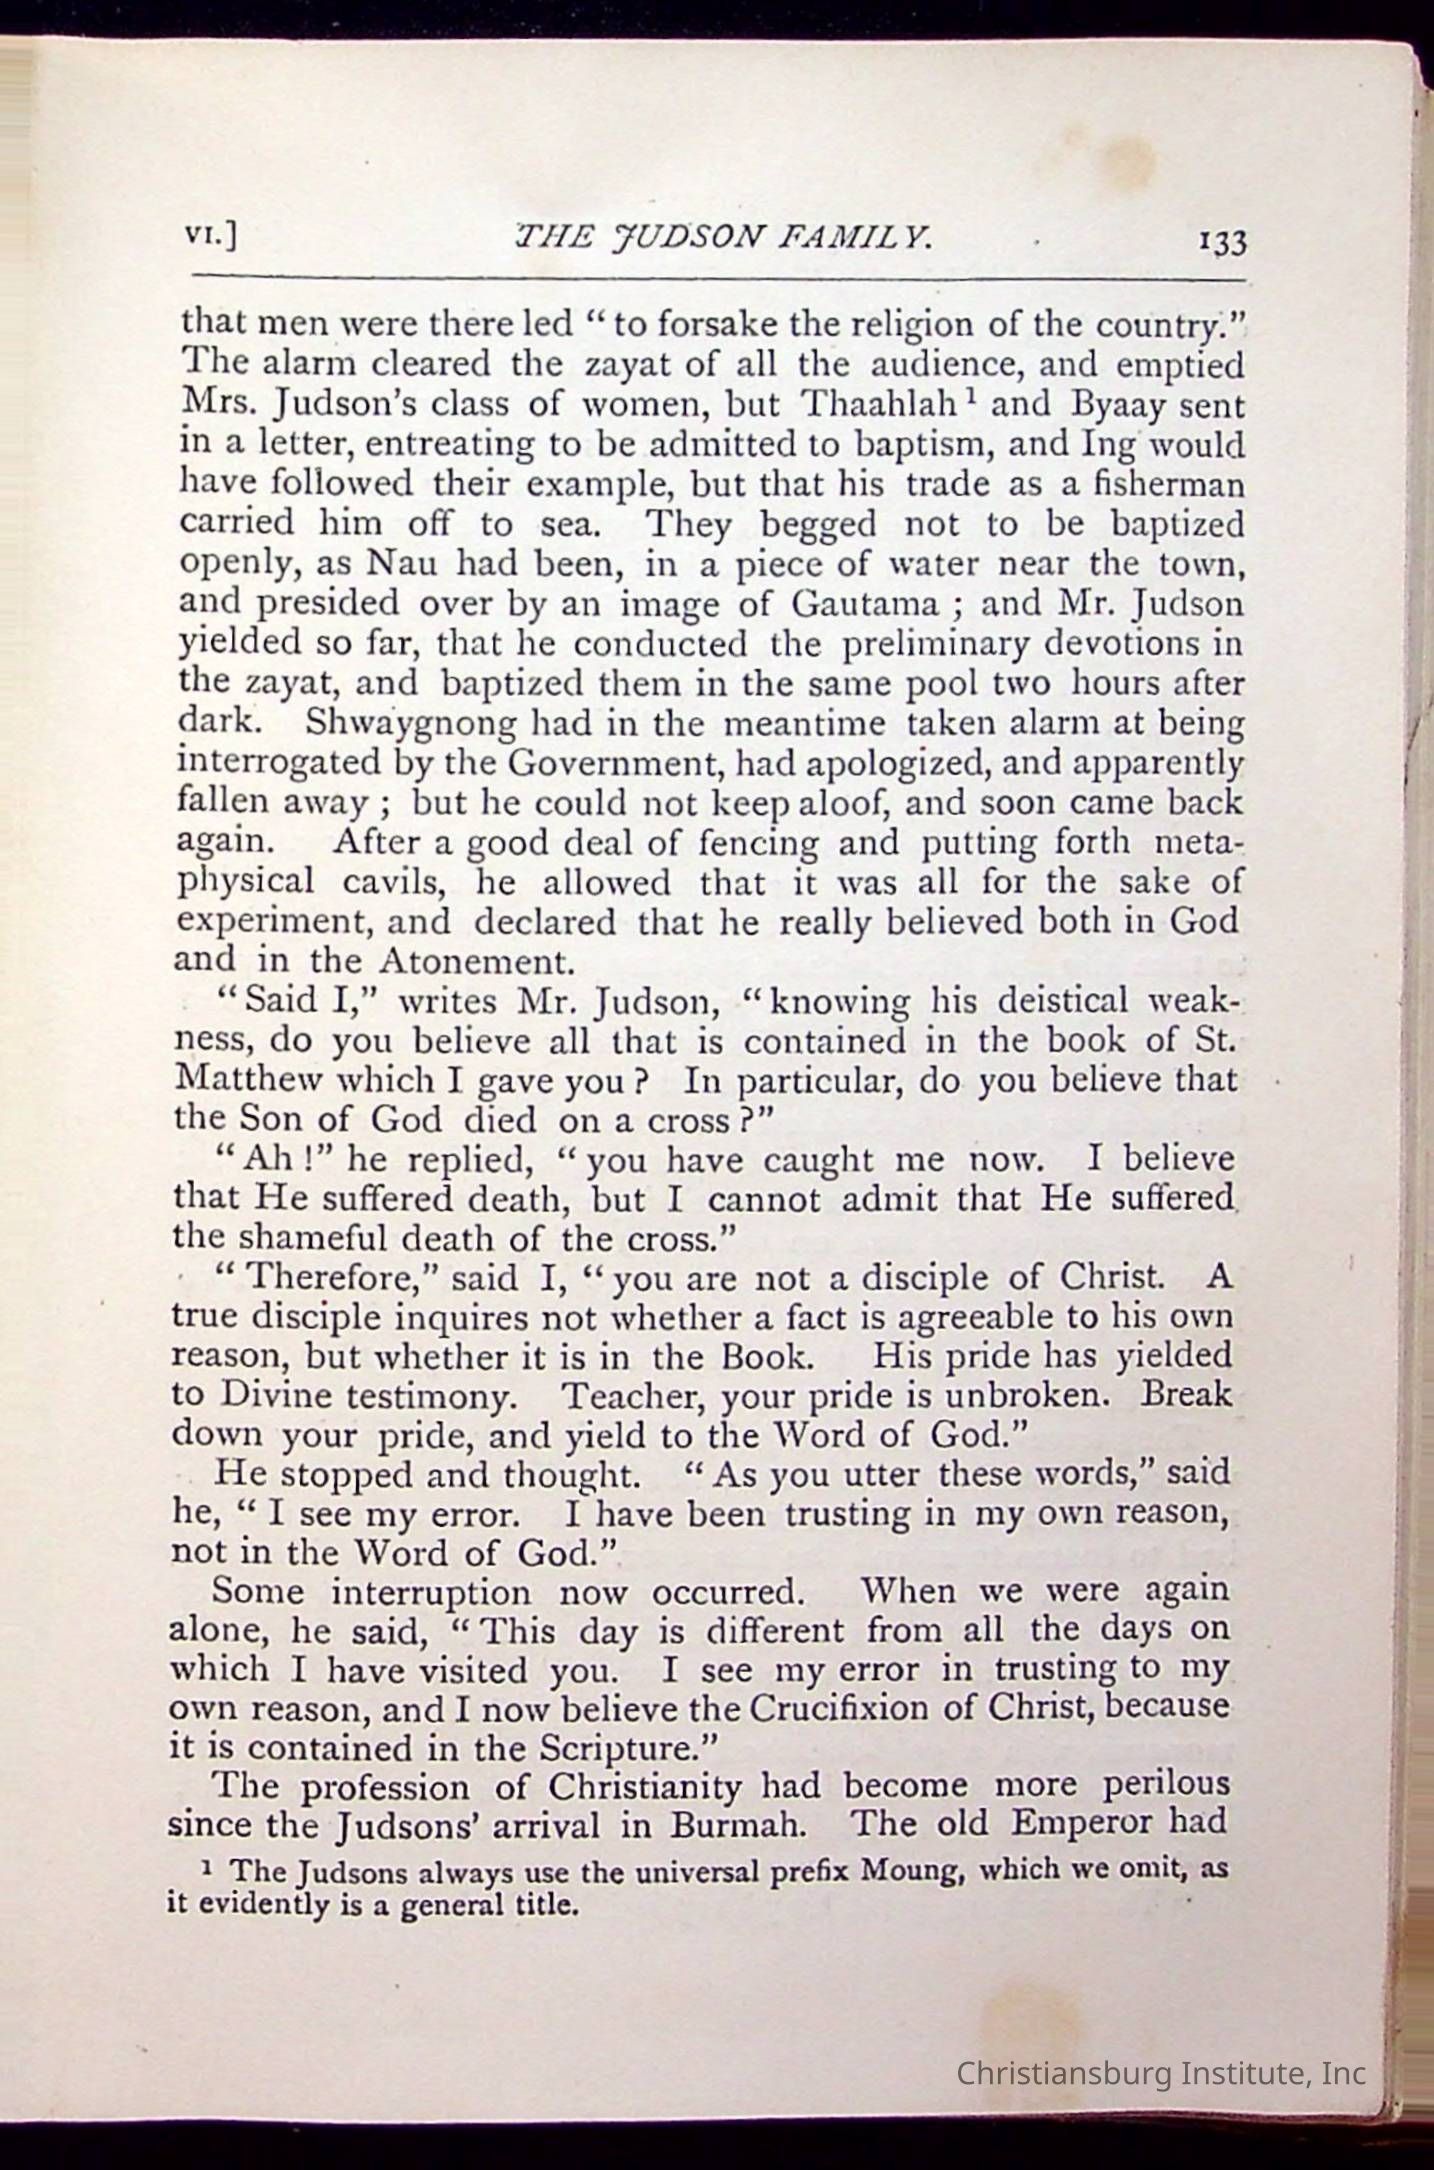 VI.] THE JUDSON FAMILY. 133
that men were there led “to forsake the religion of the country.”
The alarm cleared the zayat of all the audience, and emptied
Mrs. Judson’s class of women, but Thaahlah¹ and Byaay sent
in a letter, entreating to be admitted to baptism, and Ing would
have followed their example, but that his trade as a fisherman
carried him off to sea. They begged not to be baptized
openly, as Nau had been, in a piece of water near the town,
and presided over by an image of Gautama ; and Mr. Judson
yielded so far, that he conducted the preliminary devotions in
the zayat, and baptized them in the same pool two hours after
dark. Shwaygnong had in the meantime taken alarm at being
interrogated by the Government, had apologized, and apparently
fallen away ; but he could not keep aloof, and soon came back
again. After a good deal of fencing and putting forth meta-
physical cavils, he allowed that it was all for the sake of
experiment, and declared that he really believed both in God
and in the Atonement.
“Said I,” writes Mr. Judson, “knowing his deistical weak-
ness, do you believe all that is contained in the book of St.
Matthew which I gave you ? In particular, do you believe that
the Son of God died on a cross ?”
“Ah !” he replied, “you have caught me now. I believe
that He suffered death, but I cannot admit that He suffered
the shameful death of the cross.”
“Therefore,” said I, “you are not a disciple of Christ. A
true disciple inquires not whether a fact is agreeable to his own
reason, but whether it is in the Book. His pride has yielded
to Divine testimony. Teacher, your pride is unbroken. Break
down your pride, and yield to the Word of God.”
He stopped and thought. “As you utter these words,” said
he, “I see my error. I have been trusting in my own reason,
not in the Word of God.”
Some interruption now occurred. When we were again
alone, he said, “This day is different from all the days on
which I have visited you. I see my error in trusting to my
own reason, and I now believe the Crucifixion of Christ, because
it is contained in the Scripture.”
The profession of Christianity had become more perilous
since the Judsons’ arrival in Burmah. The old Emperor had
¹ The Judsons always use the universal prefix Moung, which we omit, as
it evidently is a general title.
Christiansburg Institute, Inc